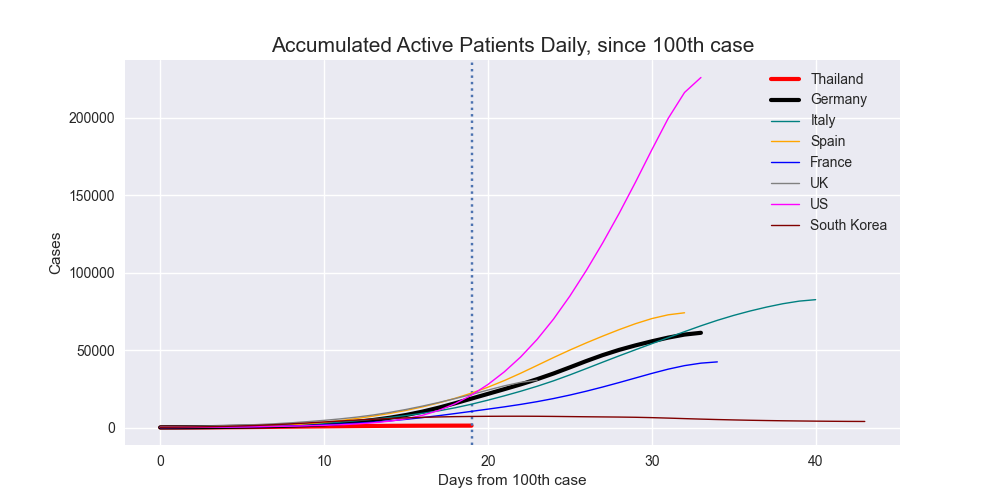 Accumulated Active Patients Daily, since 100th case
Thailand
Germany
Italy
Spain
France
UK
US
South Korea
200000
150000
100000
50000
0
Cases
0 10 20 30 40
Days from 100th case